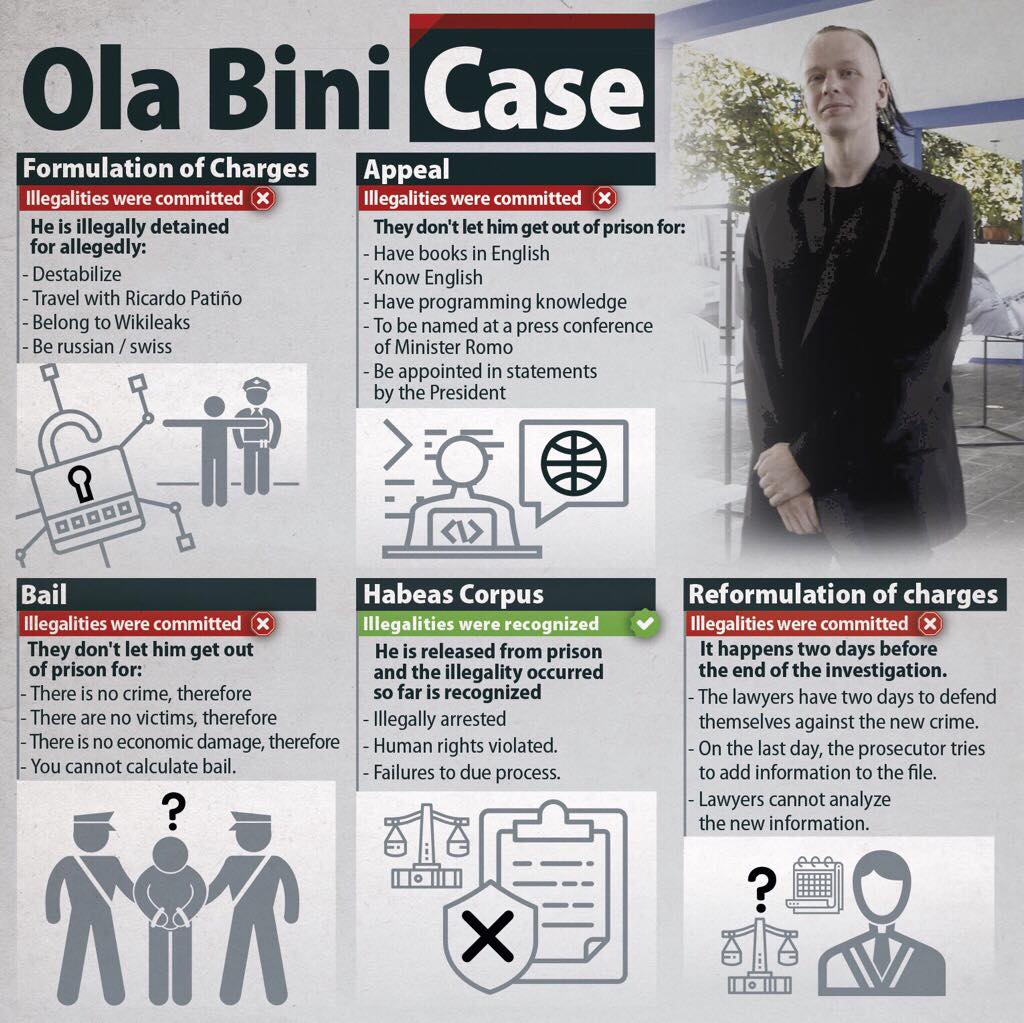 Ola Bini Case
Formulation of Charges
Illegalities were committed
He is illegally detained
for allegedly:
- Destabilize
- Travel with Ricardo Patiño
- Belong to Wikileaks
- Be russian / swiss
Appeal
Illegalities were committed
They don't let him get out of prison for:
- Have books in English
- Know English
- Have programming knowledge
- To be named at a press conference
of Minister Romo
- Be appointed in statements
by the President
Bail
Illegalities were committed
They don't let him get out
of prison for:
- There is no crime, therefore
- There are no victims, therefore
- There is no economic damage, therefore
- You cannot calculate bail.
?
Habeas Corpus
Illegalities were recognized
He is released from prison
and the illegality occurred
so far is recognized
- Illegally arrested
- Human rights violated.
- Failures to due process.
Reformulation of charges
Illegalities were committed
It happens two days before
the end of the investigation.
- The lawyers have two days to defend
themselves against the new crime.
- On the last day, the prosecutor tries
to add information to the file.
- Lawyers cannot analyze
the new information.
?